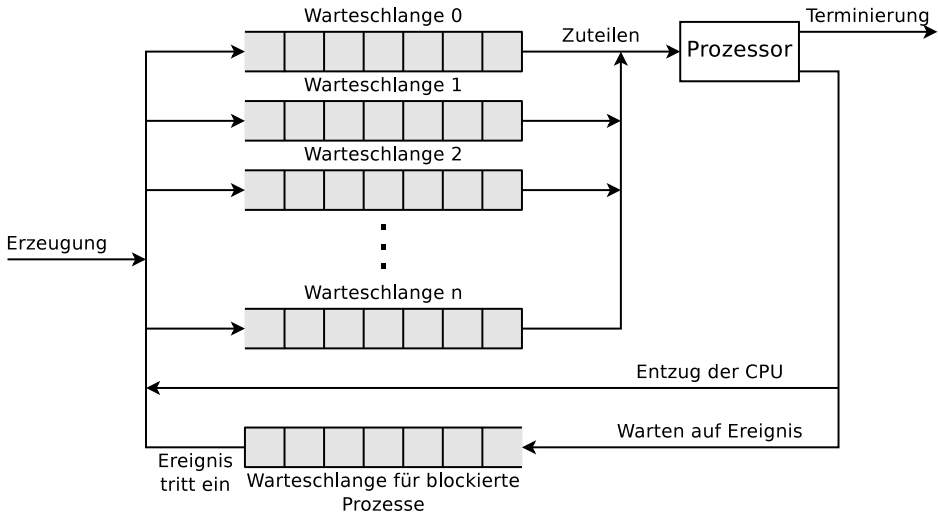 Warteschlange 0
Terminierung
Zuteilen
Prozessor
Warteschlange 1
Warteschlange 2
Erzeugung
Warteschlange n
Entzug der CPU
Warten auf Ereignis
Ereignis
tritt ein
Warteschlange für blockierte
Prozesse